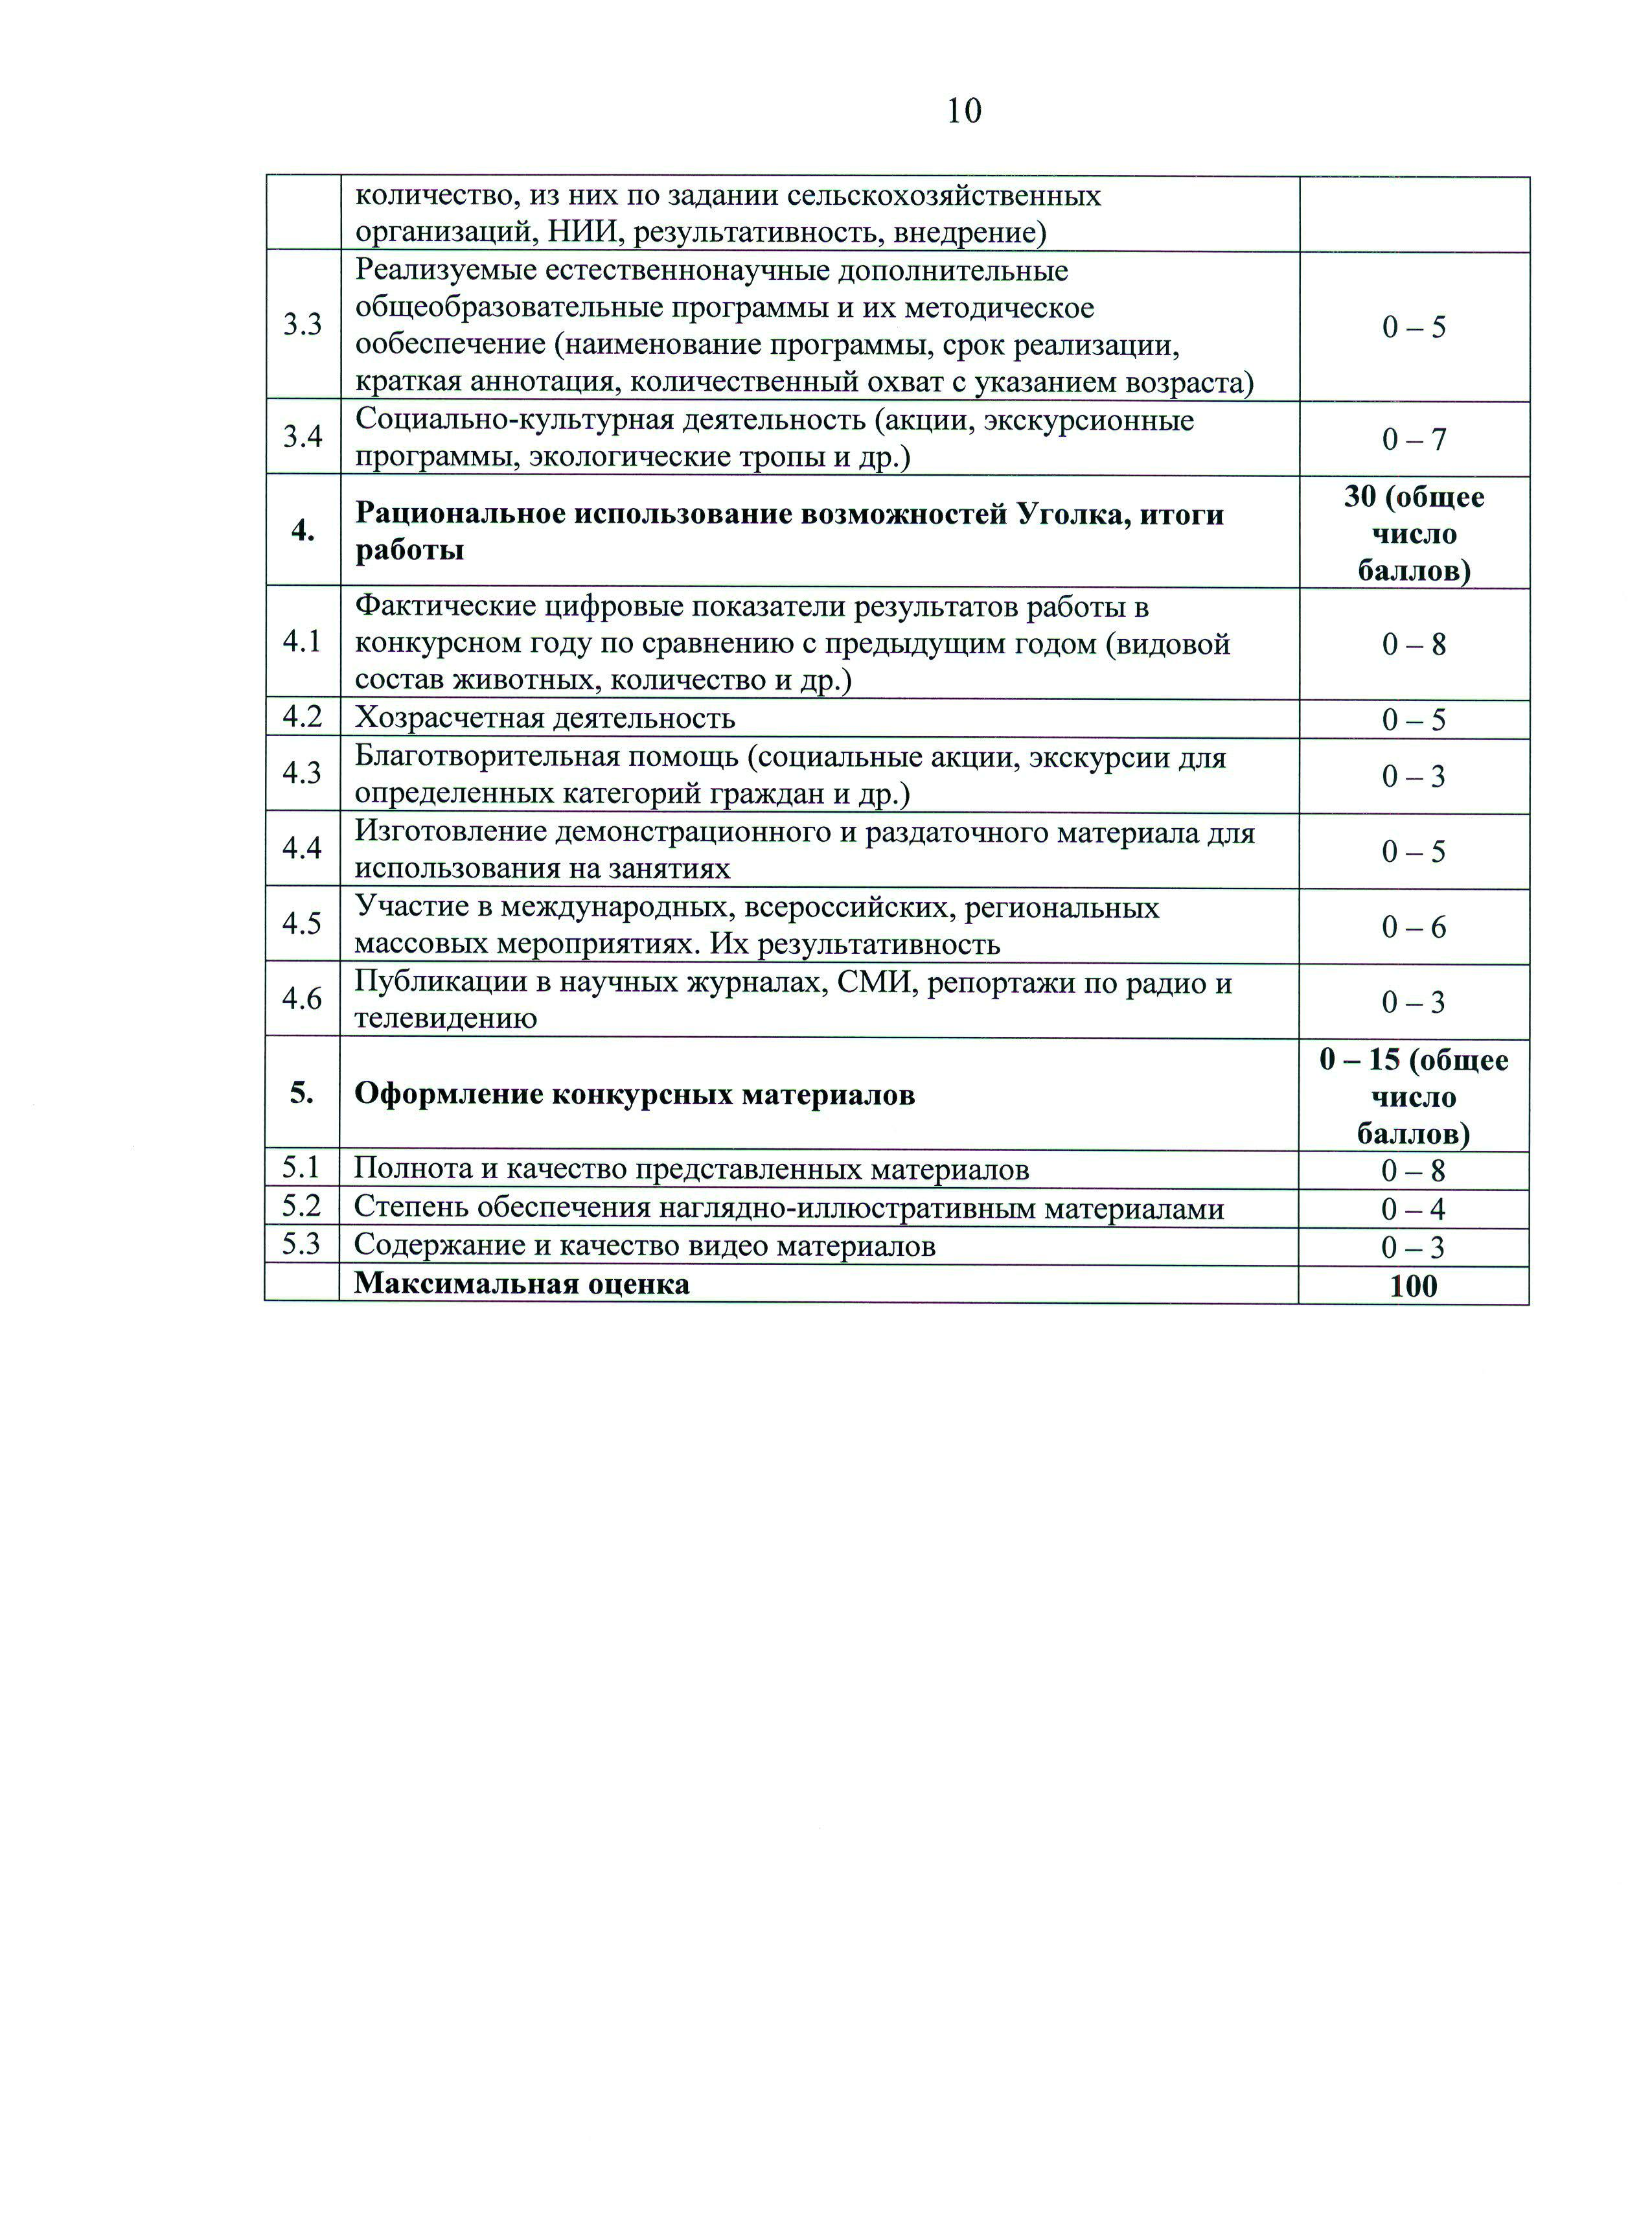 10
количество, из них по задании сельскохозяйственных
организаций, НИИ, результативность, внедрение)
3.3
Реализуемые естественнонаучные дополнительные
общеобразовательные программы и их методическое
ообеспечение (наименование программы, срок реализации,
краткая аннотация, количественный охват с указанием возраста)
0 – 5
3.4
Социально-культурная деятельность (акции, экскурсионные
программы, экологические тропы и др.)
0 – 7
4.
Рациональное использование возможностей Уголка, итоги
работы
30 (общее
число
баллов)
4.1
Фактические цифровые показатели результатов работы в
конкурсном году по сравнению с предыдущим годом (видовой
состав животных, количество и др.)
0 – 8
4.2
Хозрасчетная деятельность
0 – 5
4.3
Благотворительная помощь (социальные акции, экскурсии для
определенных категорий граждан и др.)
0 – 3
4.4
Изготовление демонстрационного и раздаточного материала для
использования на занятиях
0 – 5
4.5
Участие в международных, всероссийских, региональных
массовых мероприятиях. Их результативность
0 – 6
4.6
Публикации в научных журналах, СМИ, репортажи по радио и
телевидению
0 – 3
5.
Оформление конкурсных материалов
0 – 15 (общее
число
баллов)
5.1
Полнота и качество представленных материалов
0 – 8
5.2
Степень обеспечения наглядно-иллюстративным материалами
0 – 4
5.3
Содержание и качество видео материалов
0 – 3
Максимальная оценка
100